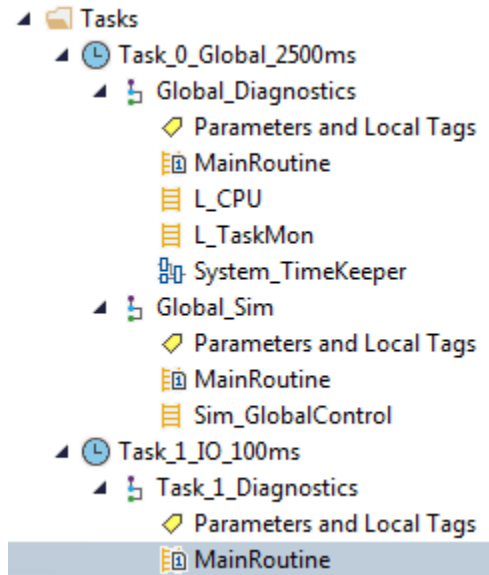 Tasks
Task_0_Global_2500ms
Global_Diagnostics
Parameters and Local Tags
MainRoutine
L_CPU
L_TaskMon
System_TimeKeeper
Global_Sim
Parameters and Local Tags
MainRoutine
Sim_GlobalControl
Task_1_IO_100ms
Task_1_Diagnostics
Parameters and Local Tags
MainRoutine